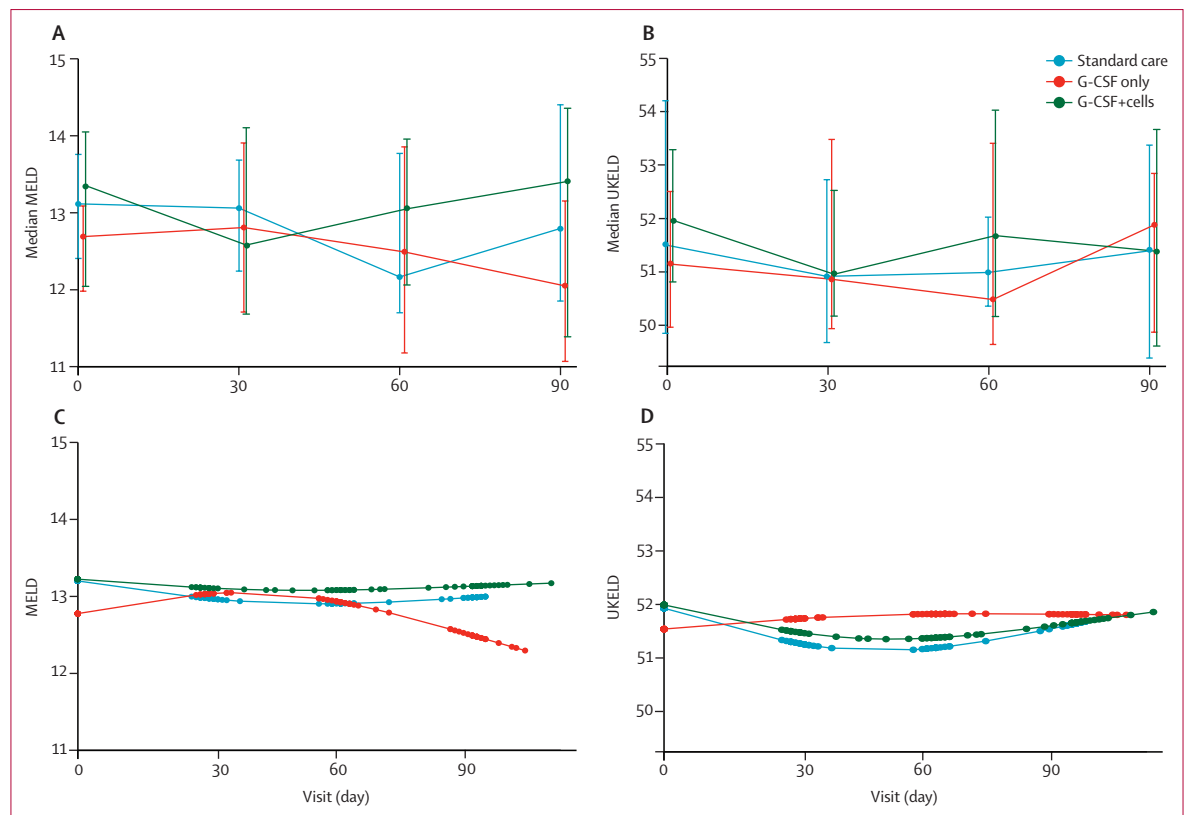 A
15
14
13
12
11
Median MELD
0
30
60
90
B
55
54
53
52
51
50
Median UKELD
0
30
60
90
Standard care
G-CSF only
G-CSF+cells
C
15
14
13
12
11
MELD
0
30
60
90
Visit (day)
D
55
54
53
52
51
50
UKELD
0
30
60
90
Visit (day)